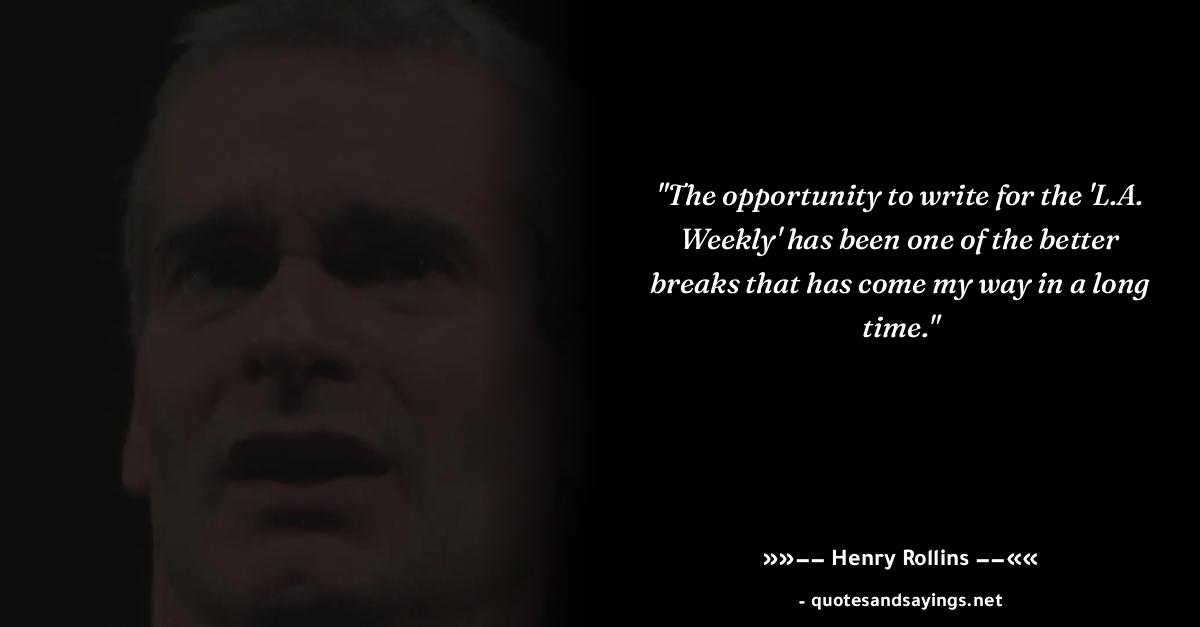 "The opportunity to write for the 'L.A.
Weekly' has been one of the better
breaks that has come my way in a long
time."
»»−− Henry Rollins −−««
- quotesandsayings.net